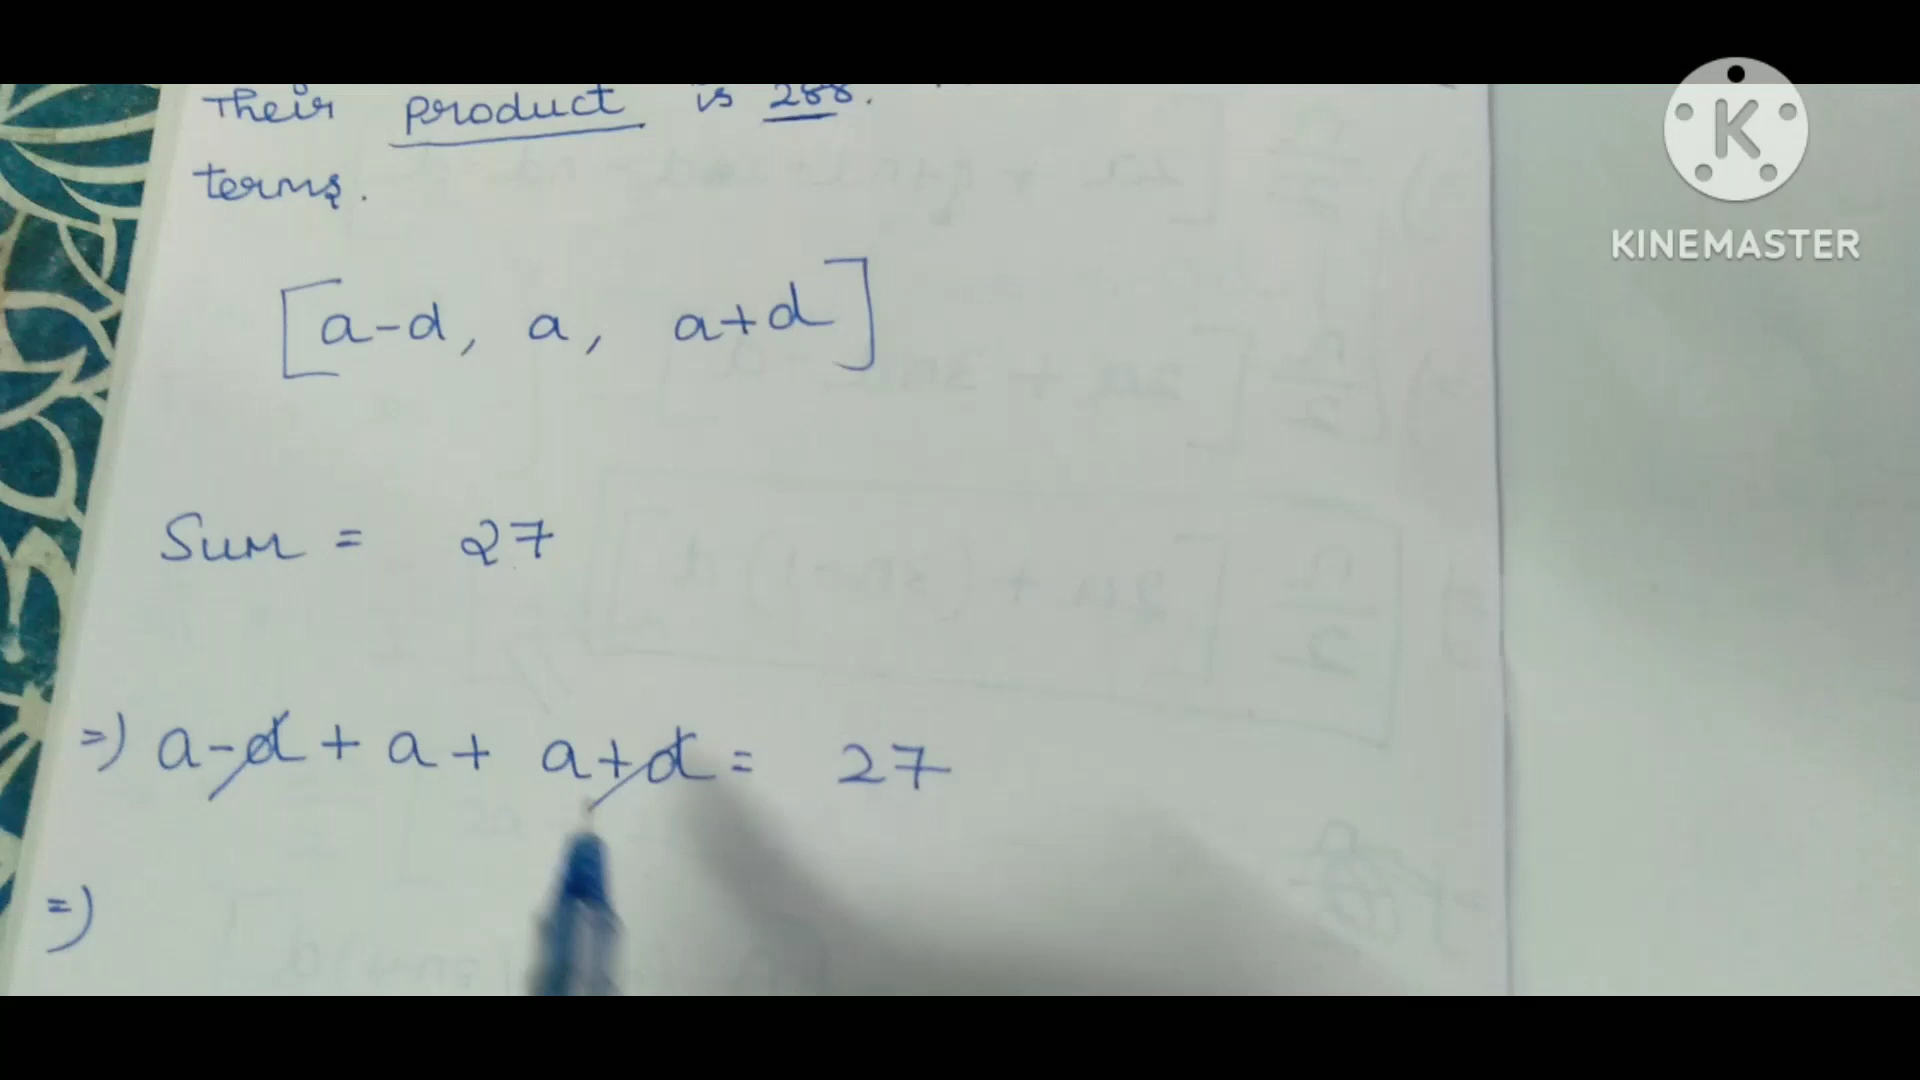 Their product is 288.
terms.
[a-d, a, a+d]
Sum = 27
=) a-d + a + a+d = 27
=)
K
KINEMASTER